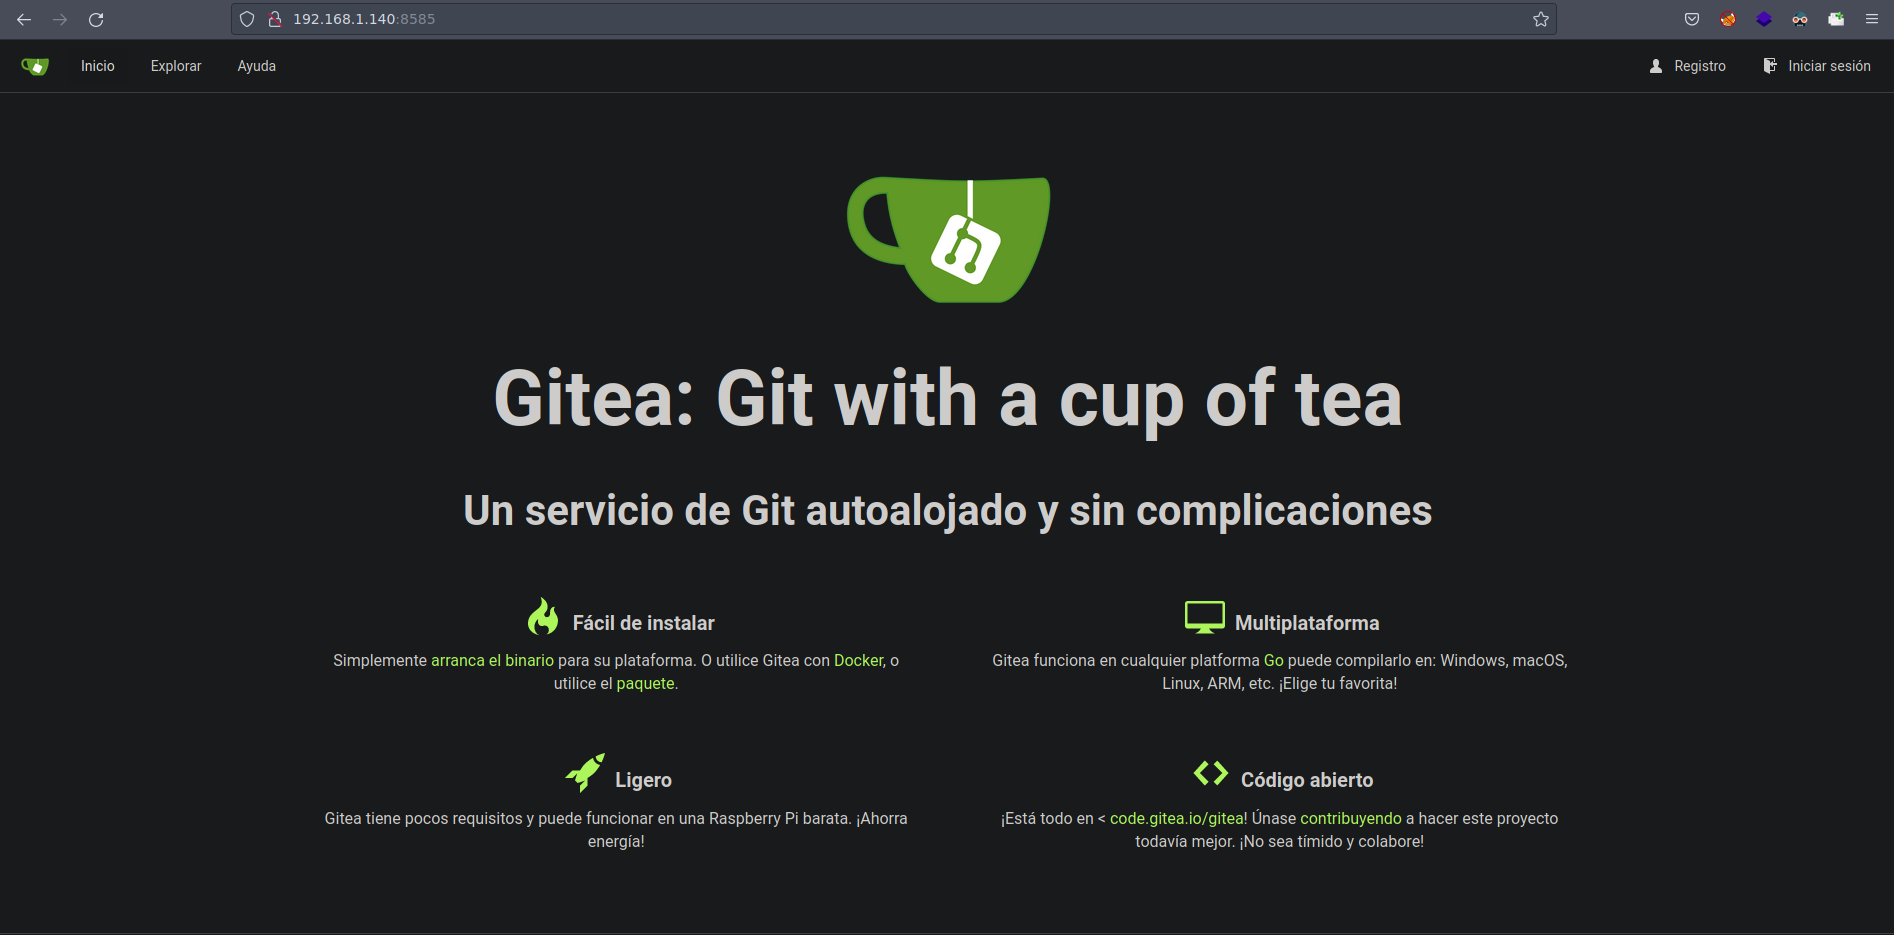 192.168.1.140:8585
Inicio Explorar Ayuda Registro Iniciar sesión
Gitea: Git with a cup of tea
Un servicio de Git autoalojado y sin complicaciones
Fácil de instalar
Simplemente arranca el binario para su plataforma. O utilice Gitea con Docker, o
utilice el paquete.
Multiplataforma
Gitea funciona en cualquier platforma Go puede compilarlo en: Windows, macOS,
Linux, ARM, etc. ¡Elige tu favorita!
Ligero
Gitea tiene pocos requisitos y puede funcionar en una Raspberry Pi barata. ¡Ahorra
energía!
Código abierto
¡Está todo en < code.gitea.io/gitea! Únase contribuyendo a hacer este proyecto
todavía mejor. ¡No sea tímido y colabore!